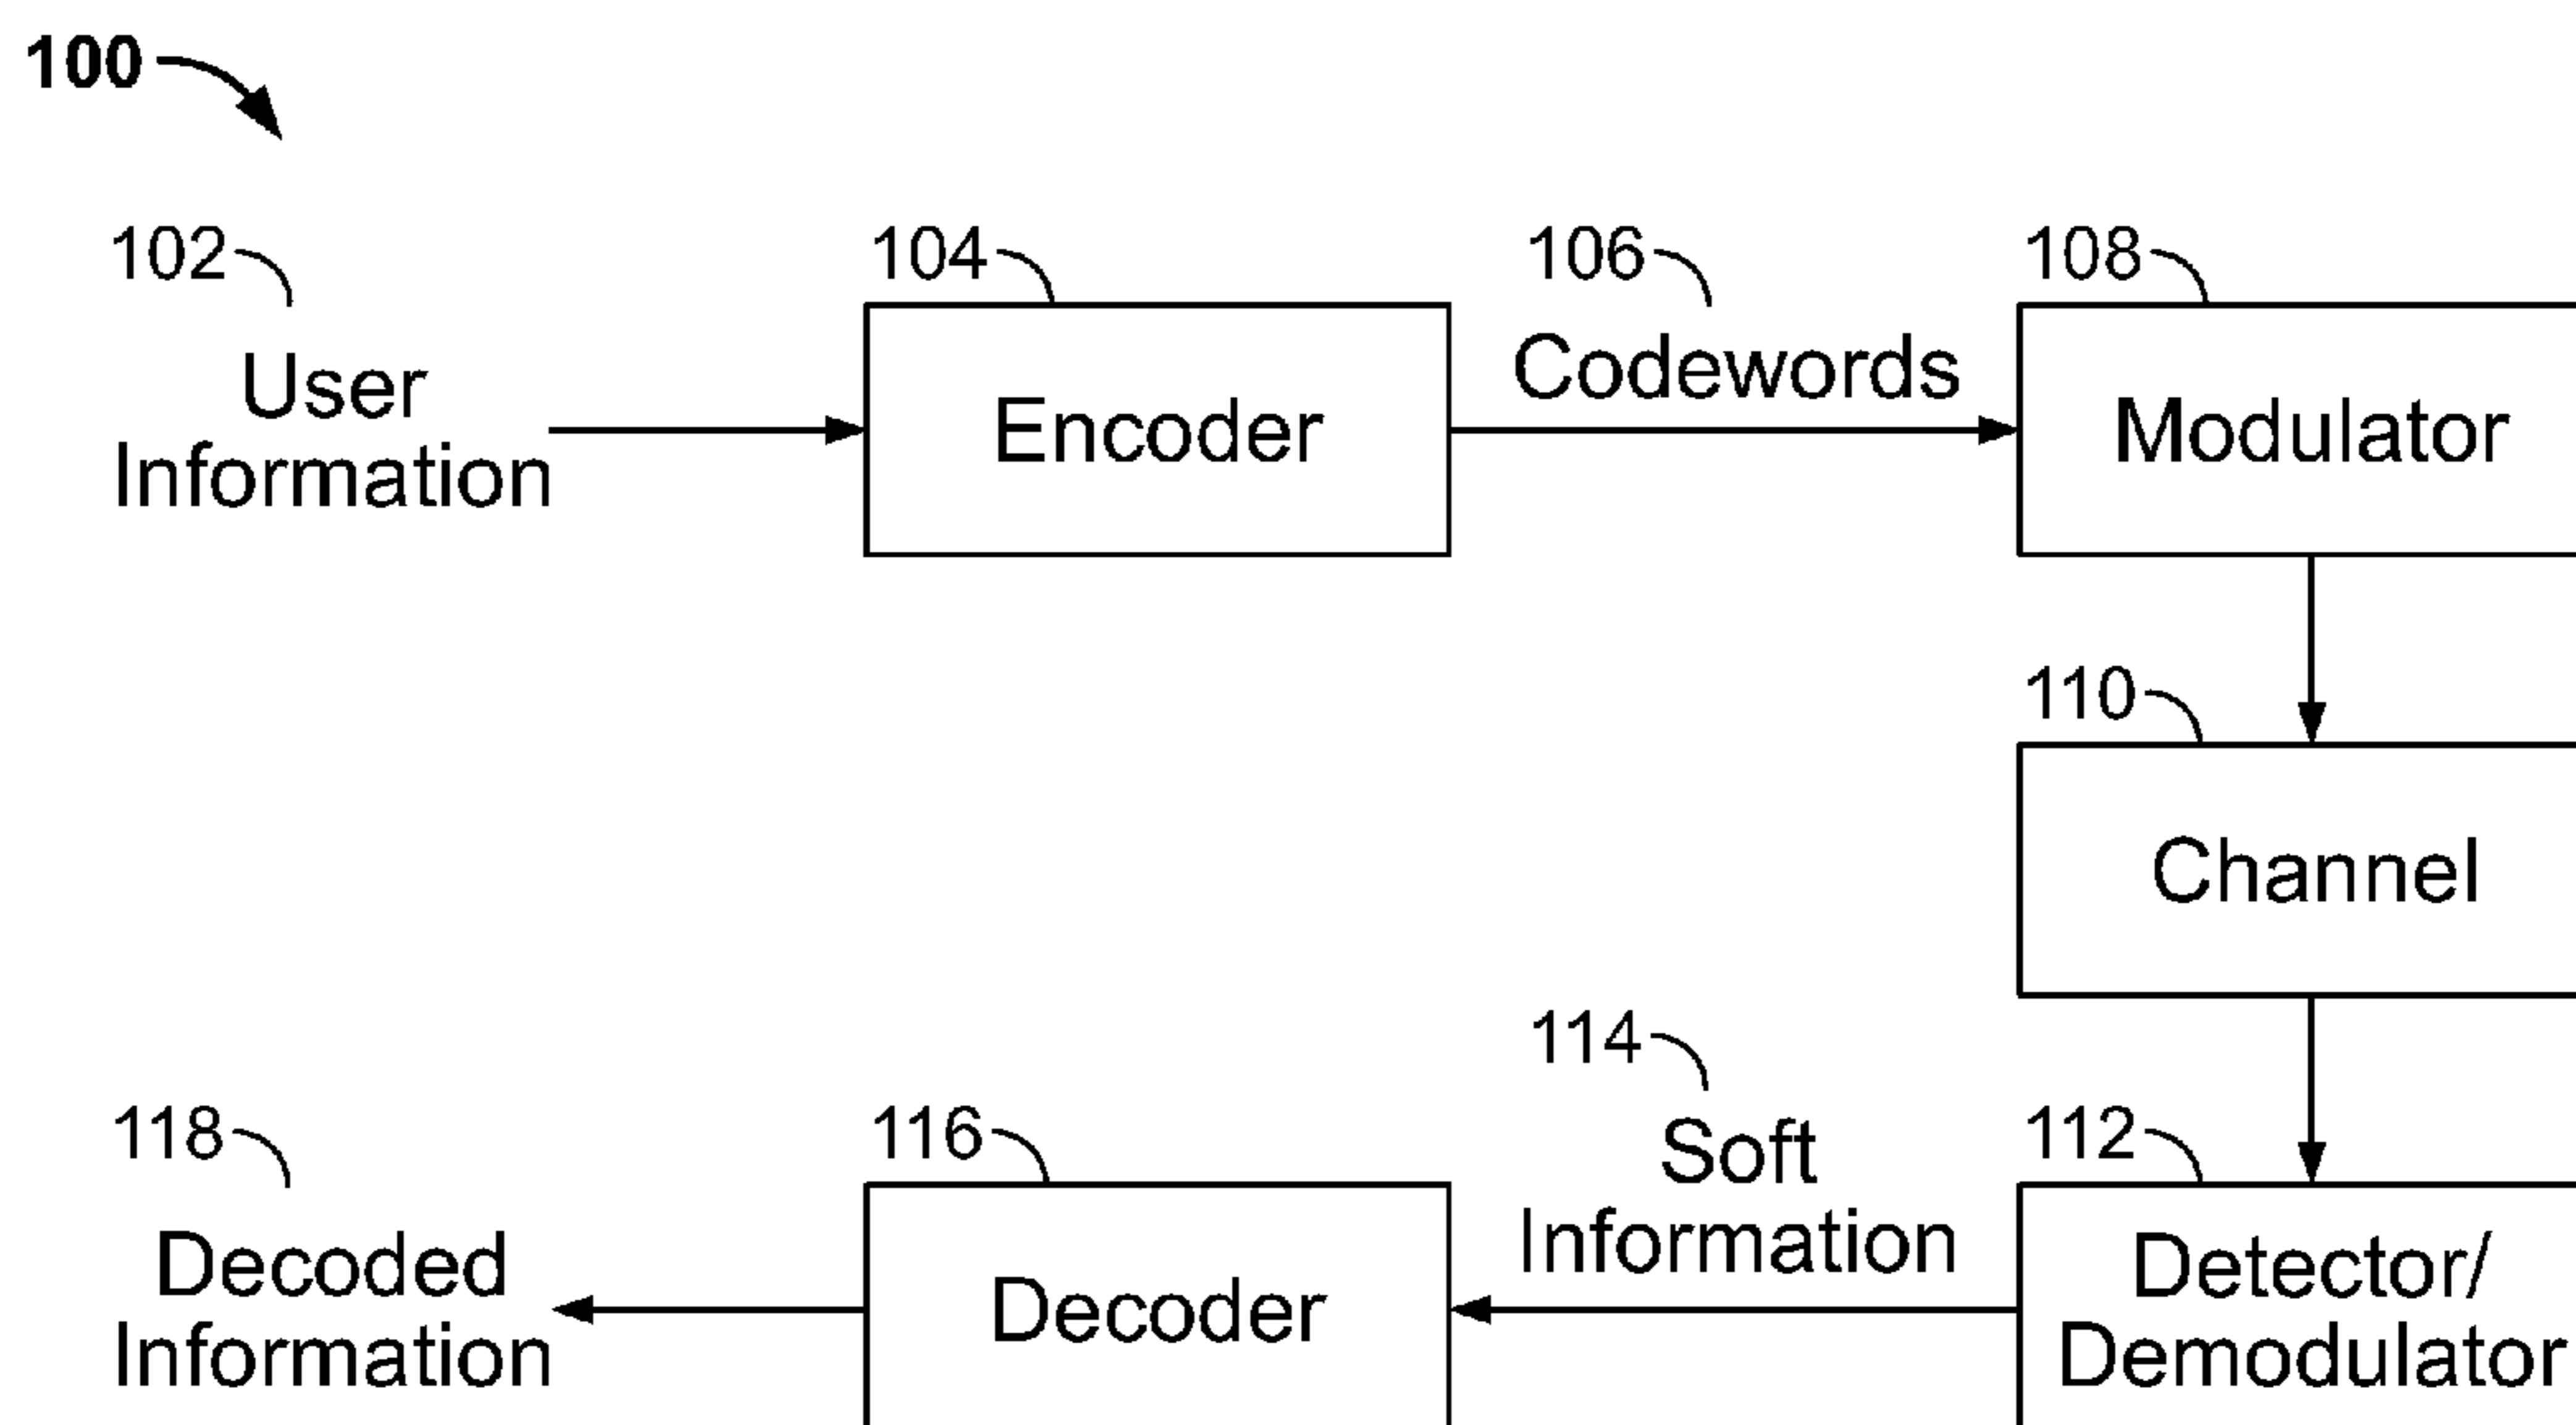 100
102
104
106
108
User
Information
Encoder
Codewords
Modulator
110
Channel
118
116
114
112
Decoded
Information
Decoder
Soft
Information
Detector/
Demodulator